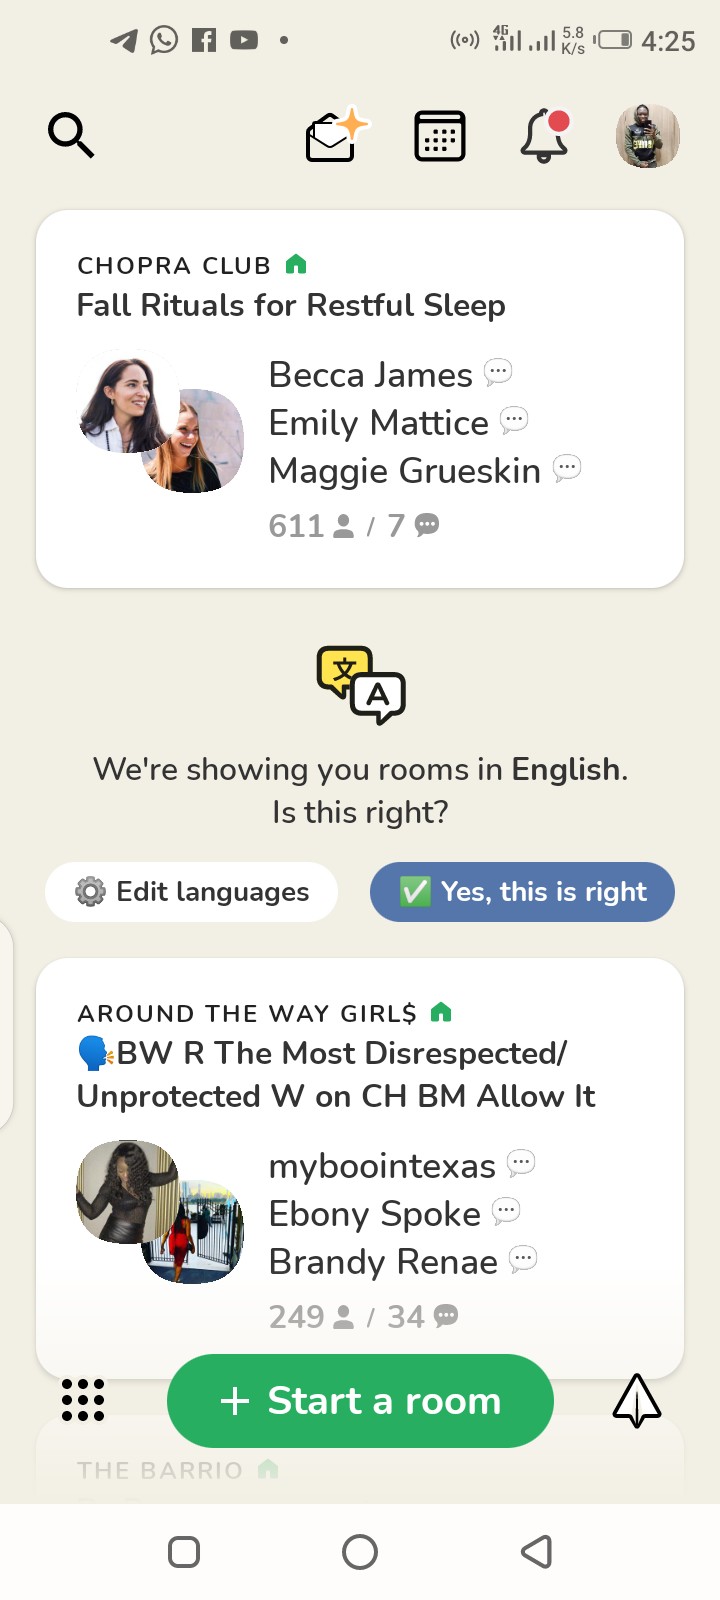 4G 5.8 K/s 4:25
CHOPRA CLUB
Fall Rituals for Restful Sleep
Becca James
Emily Mattice
Maggie Grueskin
611 / 7
文 A
We're showing you rooms in English.
Is this right?
Edit languages
Yes, this is right
AROUND THE WAY GIRL$
BW R The Most Disrespected/
Unprotected W on CH BM Allow It
myboointexas
Ebony Spoke
Brandy Renae
249 / 34
+ Start a room
THE BARRIO